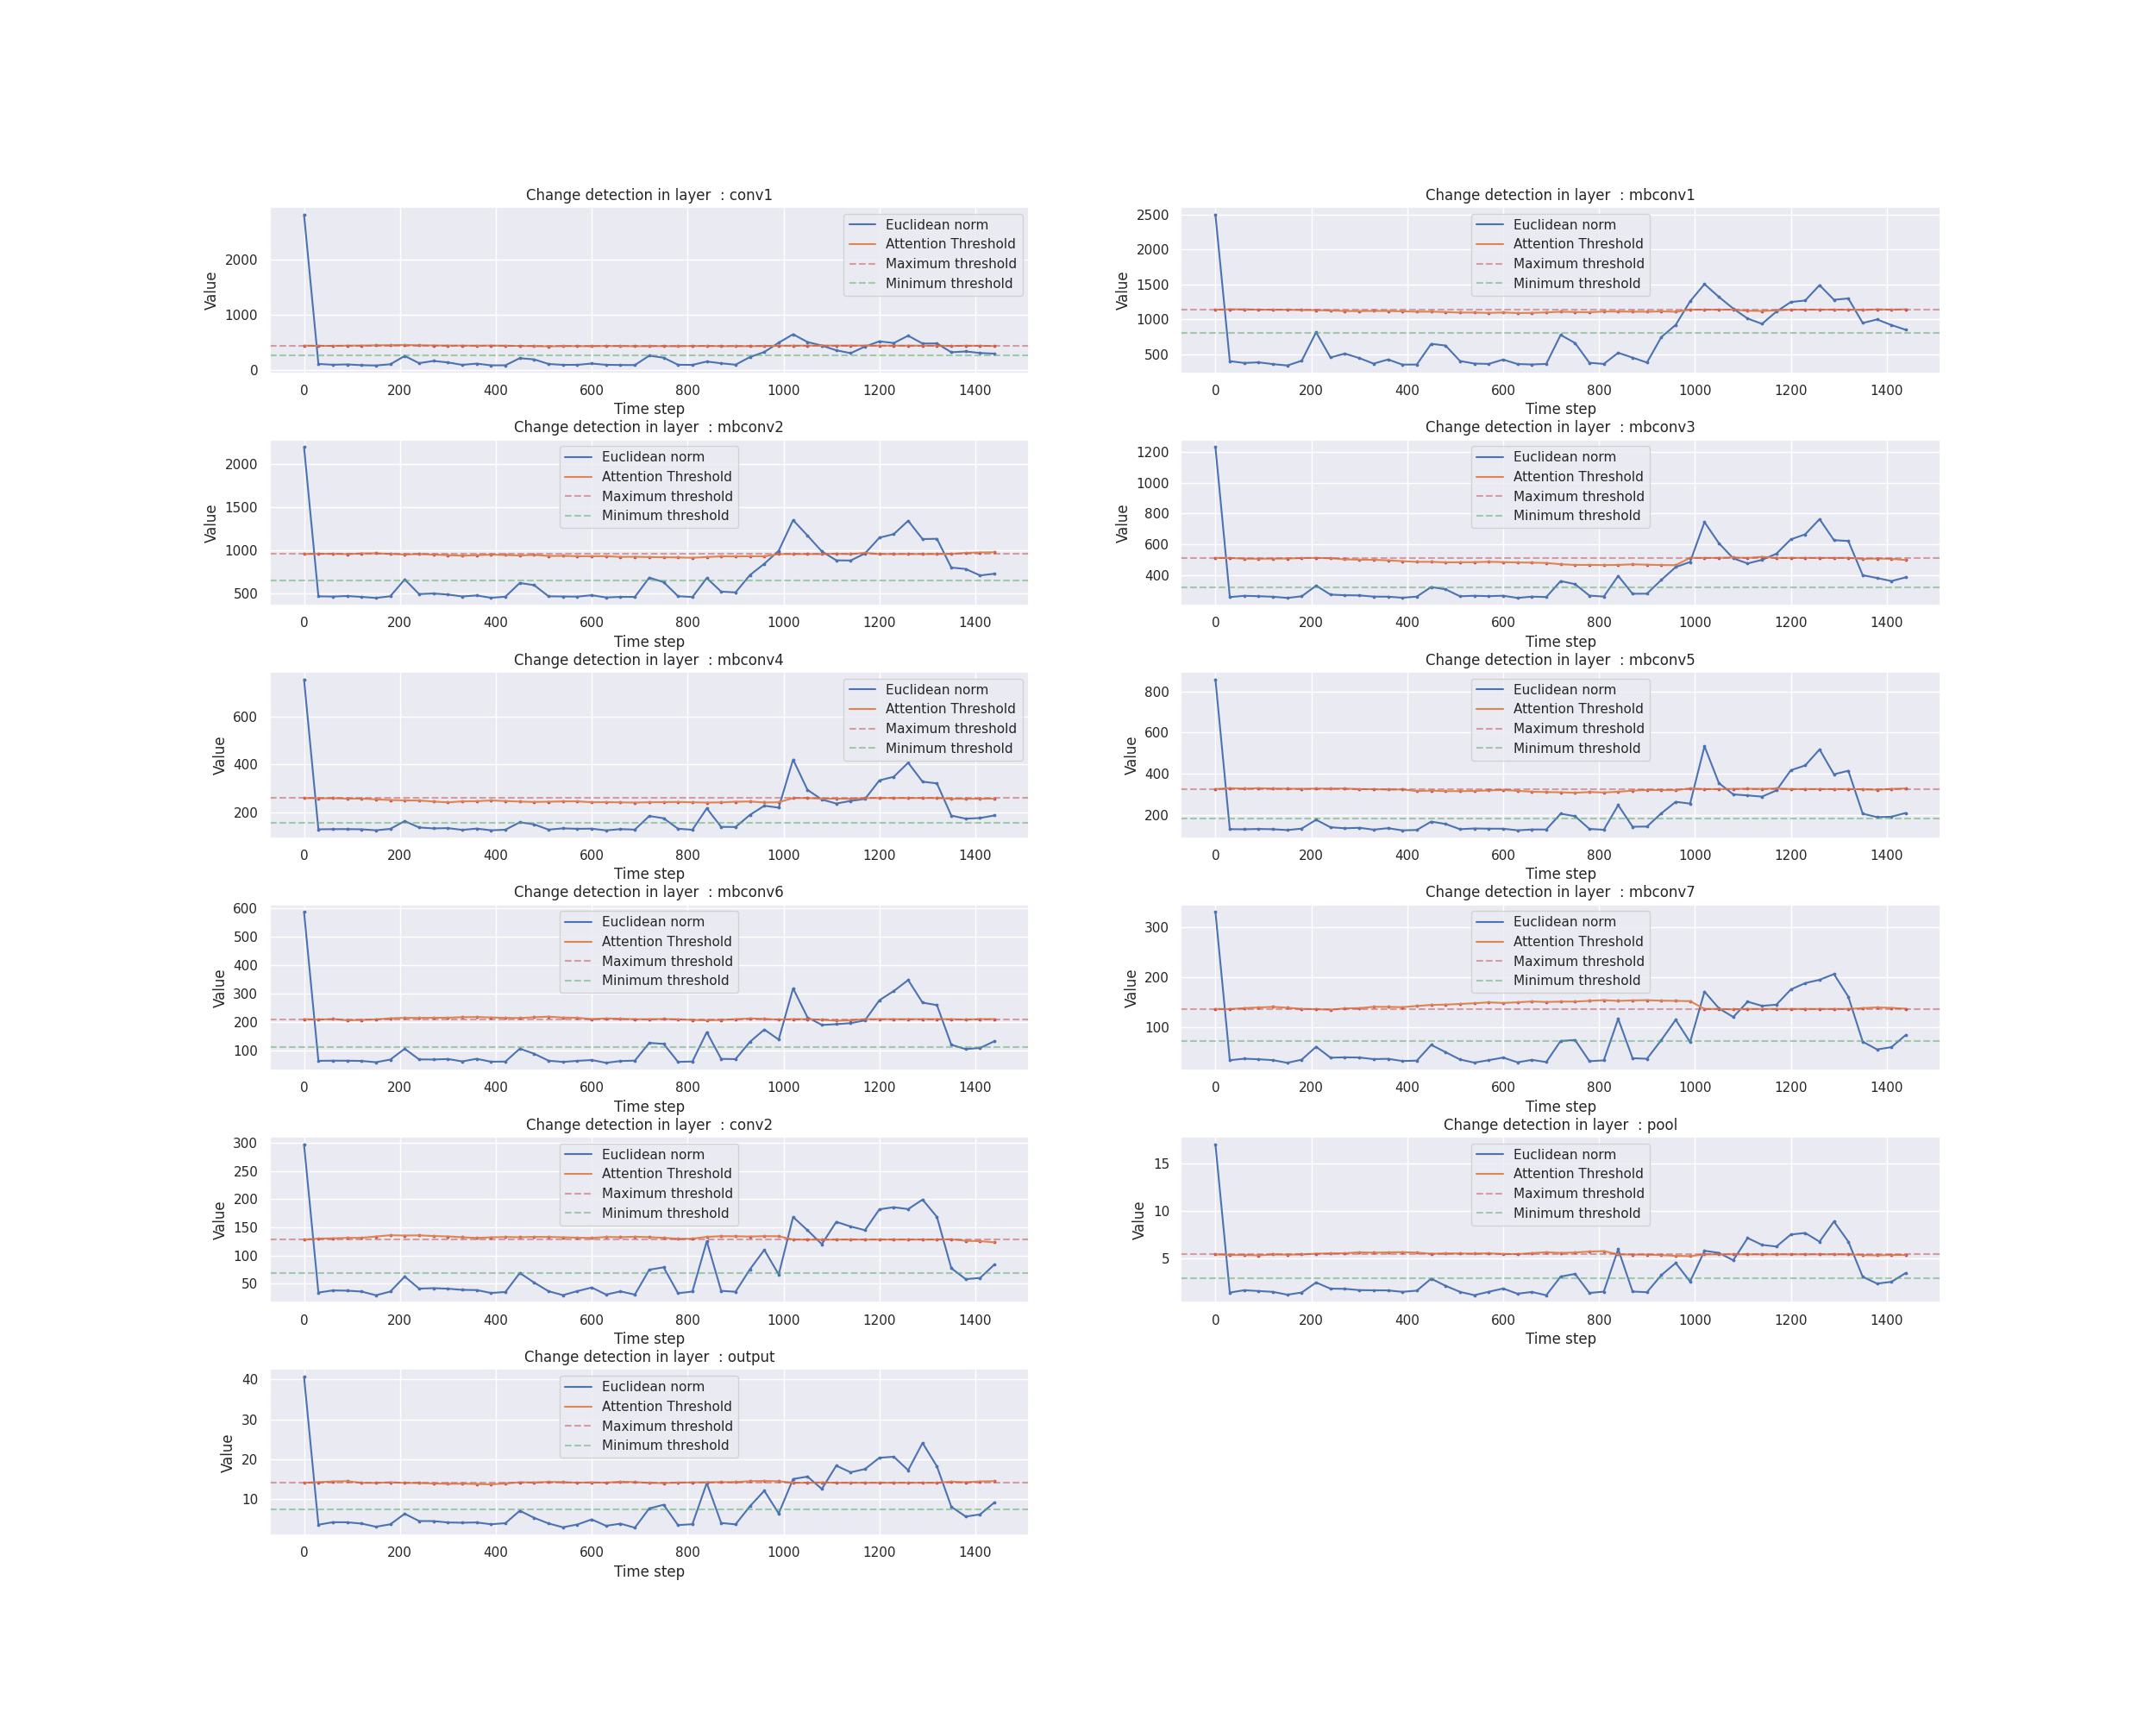 Change detection in layer  : conv1
Value
2000
1000
0
Euclidean norm
Attention Threshold
Maximum threshold
Minimum threshold
0 200 400 600 800 1000 1200 1400
Time step
Change detection in layer  : mbconv1
Value
2500
2000
1500
1000
500
Euclidean norm
Attention Threshold
Maximum threshold
Minimum threshold
0 200 400 600 800 1000 1200 1400
Time step
Change detection in layer  : mbconv2
Value
2000
1500
1000
500
Euclidean norm
Attention Threshold
Maximum threshold
Minimum threshold
0 200 400 600 800 1000 1200 1400
Time step
Change detection in layer  : mbconv3
Value
1200
1000
800
600
400
Euclidean norm
Attention Threshold
Maximum threshold
Minimum threshold
0 200 400 600 800 1000 1200 1400
Time step
Change detection in layer  : mbconv4
Value
600
400
200
Euclidean norm
Attention Threshold
Maximum threshold
Minimum threshold
0 200 400 600 800 1000 1200 1400
Time step
Change detection in layer  : mbconv5
Value
800
600
400
200
Euclidean norm
Attention Threshold
Maximum threshold
Minimum threshold
0 200 400 600 800 1000 1200 1400
Time step
Change detection in layer  : mbconv6
Value
600
500
400
300
200
100
Euclidean norm
Attention Threshold
Maximum threshold
Minimum threshold
0 200 400 600 800 1000 1200 1400
Time step
Change detection in layer  : mbconv7
Value
300
200
100
Euclidean norm
Attention Threshold
Maximum threshold
Minimum threshold
0 200 400 600 800 1000 1200 1400
Time step
Change detection in layer  : conv2
Value
300
250
200
150
100
50
Euclidean norm
Attention Threshold
Maximum threshold
Minimum threshold
0 200 400 600 800 1000 1200 1400
Time step
Change detection in layer  : pool
Value
15
10
5
Euclidean norm
Attention Threshold
Maximum threshold
Minimum threshold
0 200 400 600 800 1000 1200 1400
Time step
Change detection in layer  : output
Value
40
30
20
10
Euclidean norm
Attention Threshold
Maximum threshold
Minimum threshold
0 200 400 600 800 1000 1200 1400
Time step